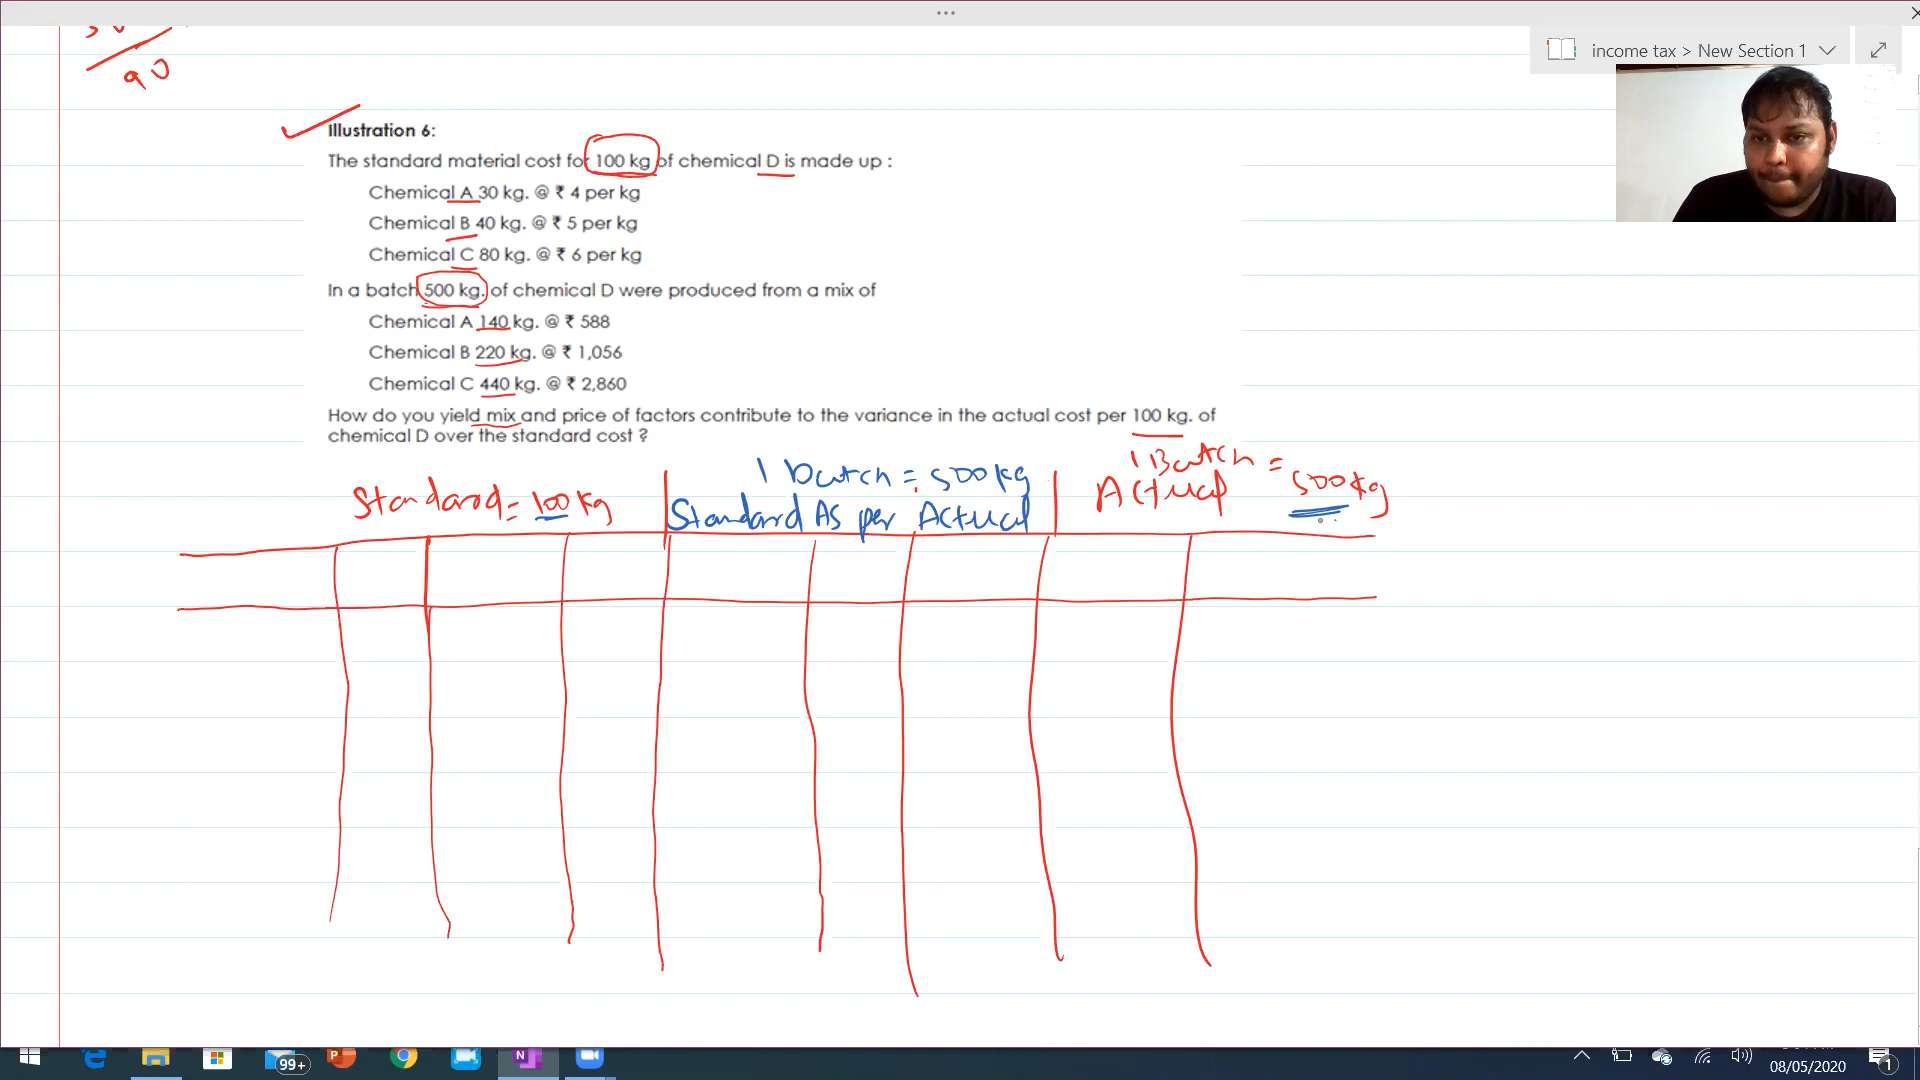 income tax > New Section 1
90
Illustration 6:
The standard material cost for 100 kg of chemical D is made up :
Chemical A 30 kg. @ ₹ 4 per kg
Chemical B 40 kg. @ ₹ 5 per kg
Chemical C 80 kg. @ ₹ 6 per kg
In a batch 500 kg. of chemical D were produced from a mix of
Chemical A 140 kg. @ ₹ 588
Chemical B 220 kg. @ ₹ 1,056
Chemical C 440 kg. @ ₹ 2,860
How do you yield mix and price of factors contribute to the variance in the actual cost per 100 kg. of
chemical D over the standard cost ?
Standard = 100 kg
1 batch = 500 kg
Standard As per Actual
1 Batch =
Actual 500 kg
99+
08/05/2020
1